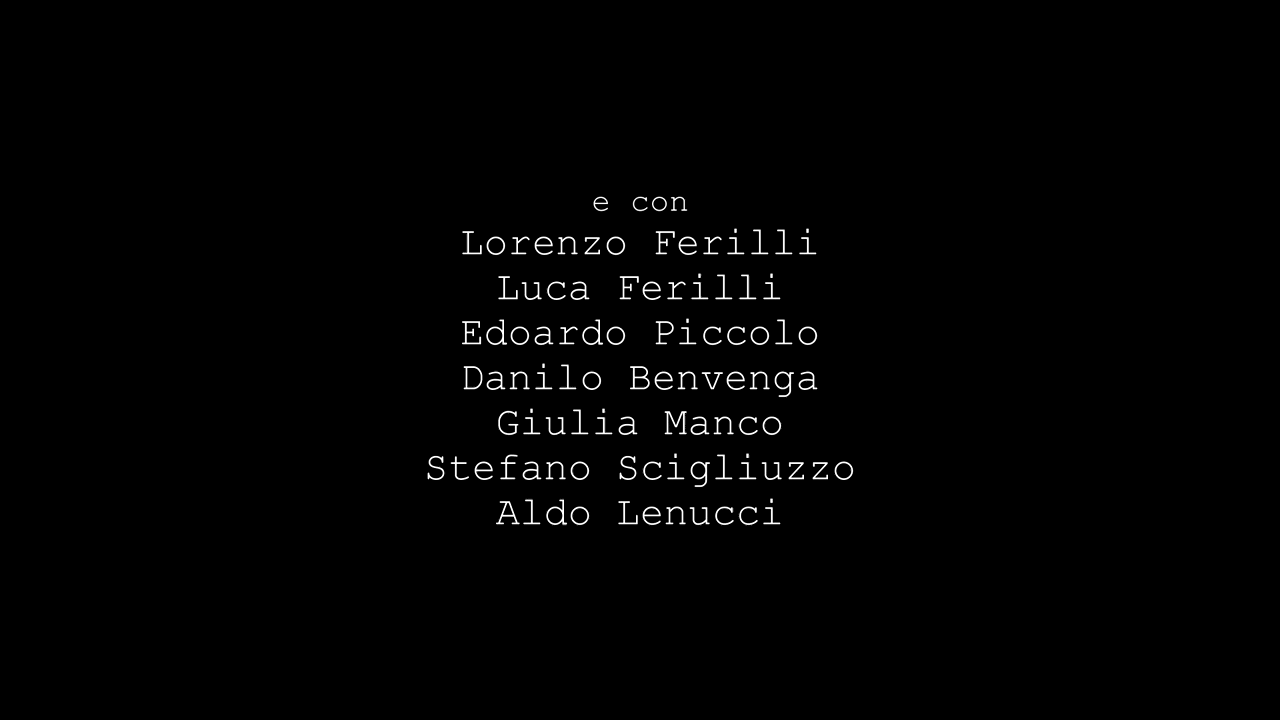 e con
Lorenzo Ferilli
Luca Ferilli
Edoardo Piccolo
Danilo Benvenga
Giulia Manco
Stefano Scigliuzzo
Aldo Lenucci